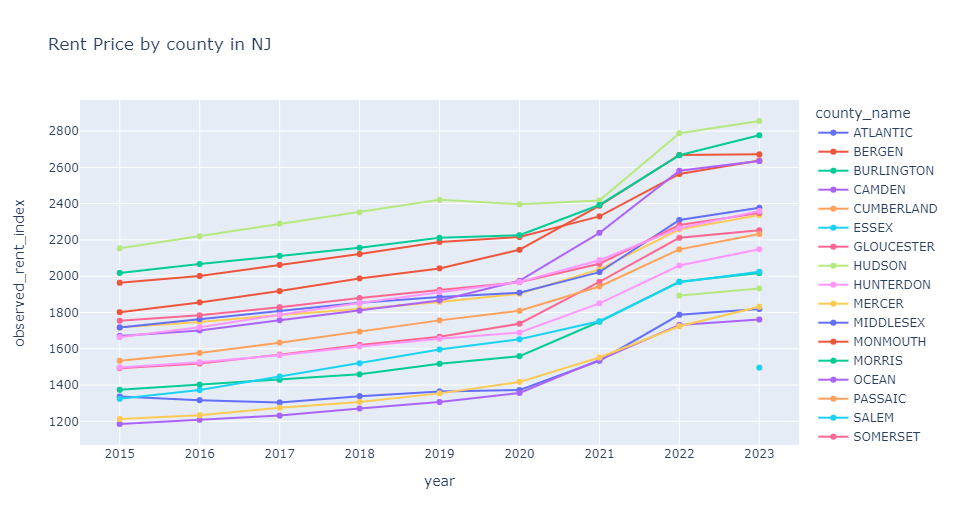 Rent Price by county in NJ
observed_rent_index
2800
2600
2400
2200
2000
1800
1600
1400
1200
2015 2016 2017 2018 2019 2020 2021 2022 2023
year
county_name
ATLANTIC
BERGEN
BURLINGTON
CAMDEN
CUMBERLAND
ESSEX
GLOUCESTER
HUDSON
HUNTERDON
MERCER
MIDDLESEX
MONMOUTH
MORRIS
OCEAN
PASSAIC
SALEM
SOMERSET